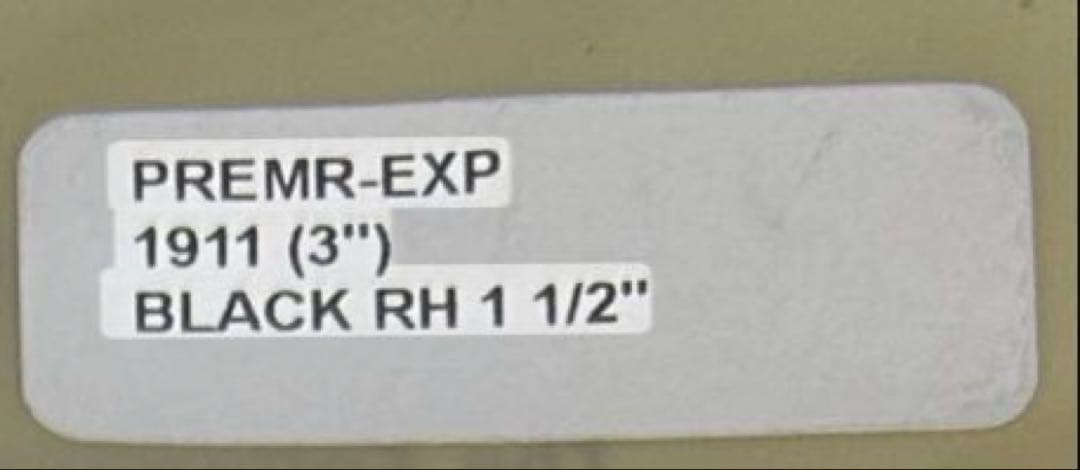 PREMR-EXP
1911 (3")
BLACK RH 1 1/2"